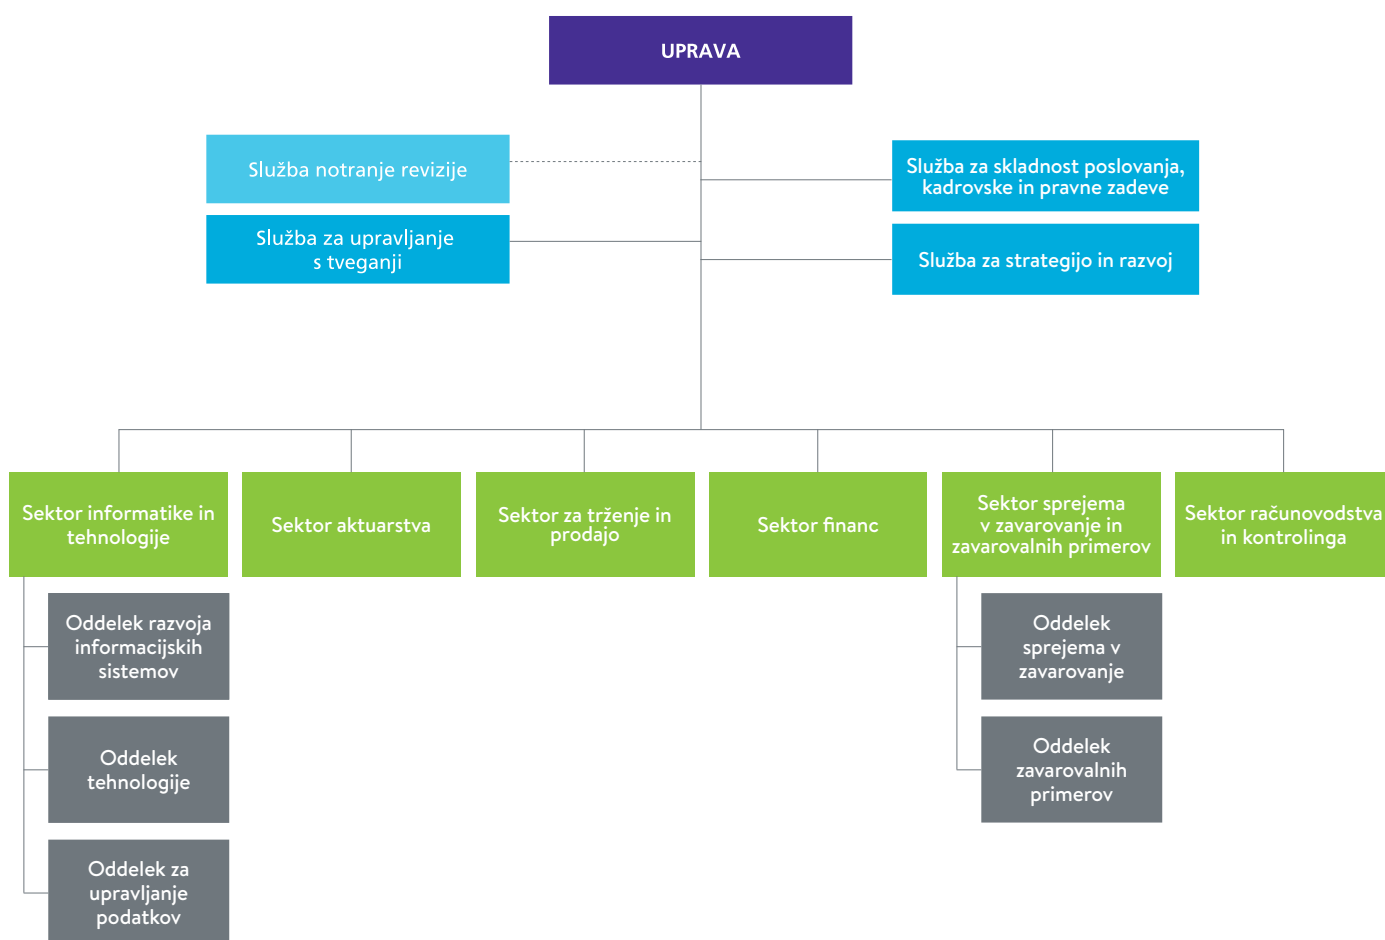 UPRAVA
Služba notranje revizije
Služba za skladnost poslovanja,
kadrovske in pravne zadeve
Služba za upravljanje
s tveganji
Služba za strategijo in razvoj
Sektor informatike in
tehnologije
Sektor aktuarstva
Sektor za trženje in
prodajo
Sektor financ
Sektor sprejema
v zavarovanje in
zavarovalnih primerov
Sektor računovodstva
in kontrolinga
Oddelek razvoja
informacijskih
sistemov
Oddelek
tehnologije
Oddelek za
upravljanje
podatkov
Oddelek
sprejema v
zavarovanje
Oddelek
zavarovalnih
primerov